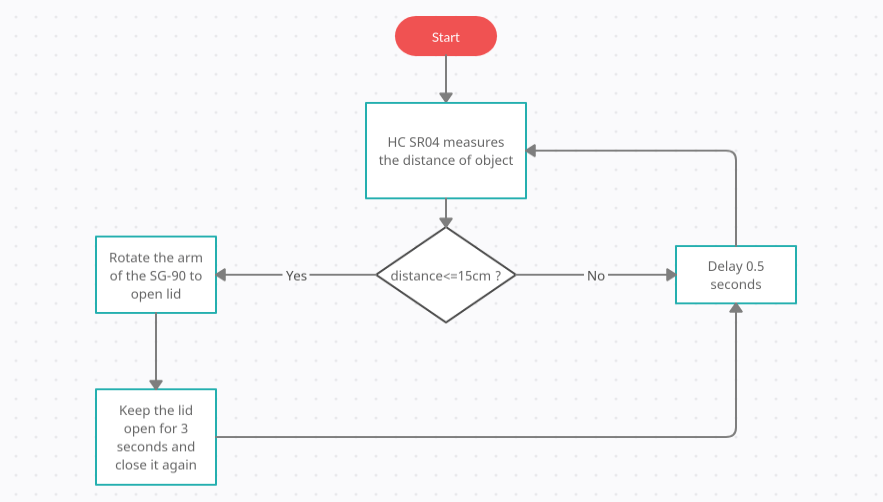 Start
HC SR04 measures
the distance of object
Rotate the arm
of the SG-90 to
open lid
Yes
distance<=15cm ?
No
Delay 0.5
seconds
Keep the lid
open for 3
seconds and
close it again